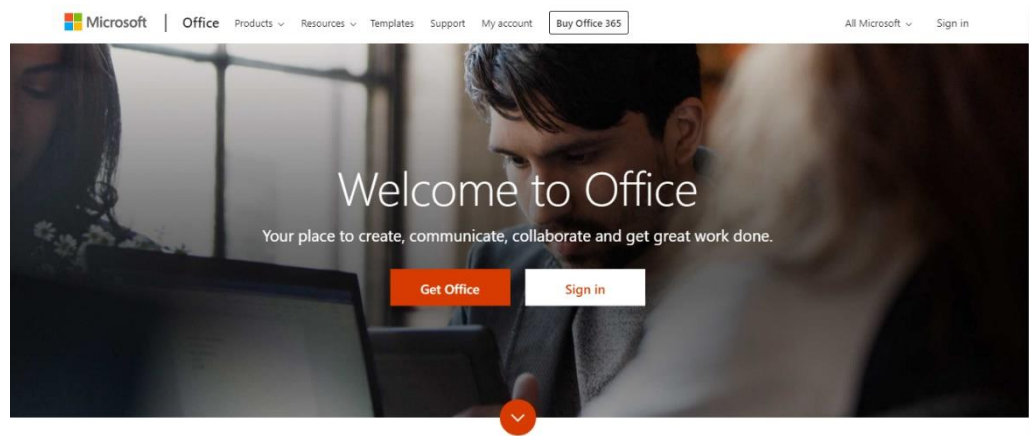 Microsoft Office Products Resources Templates Support My account Buy Office 365 All Microsoft Sign in
Welcome to Office
Your place to create, communicate, collaborate and get great work done.
Get Office Sign in